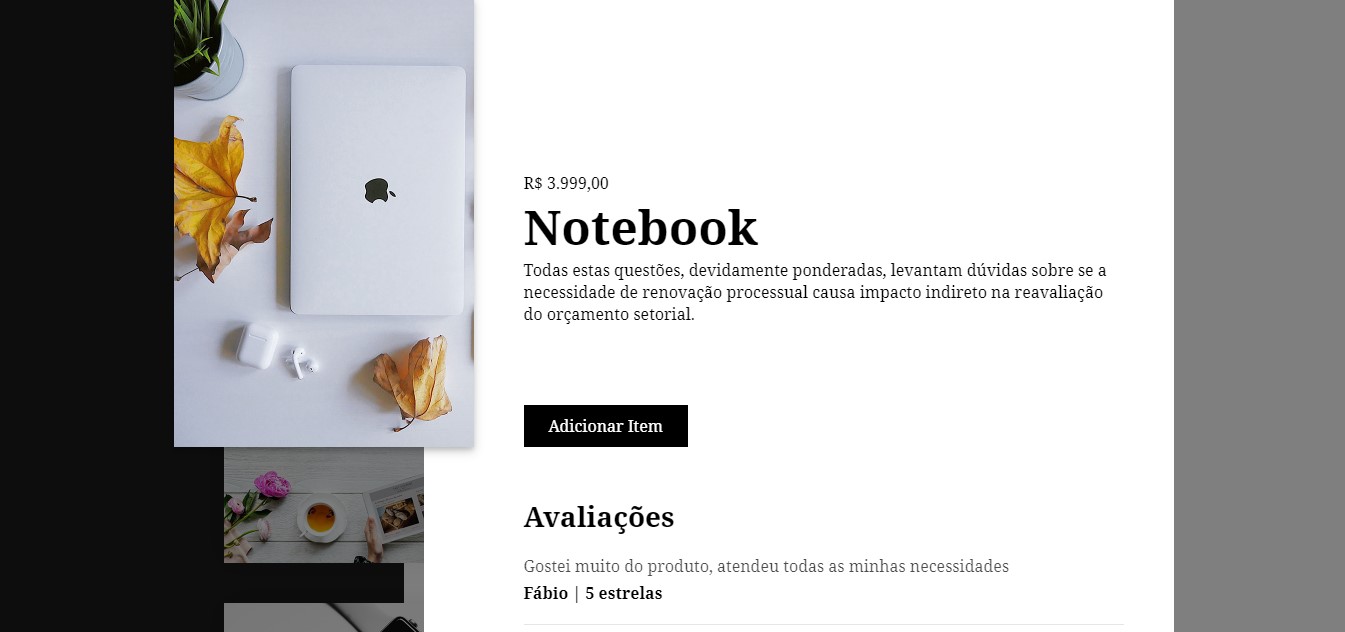 R$ 3.999,00
Notebook
Todas estas questões, devidamente ponderadas, levantam dúvidas sobre se a
necessidade de renovação processual causa impacto indireto na reavaliação
do orçamento setorial.
Adicionar Item
Avaliações
Gostei muito do produto, atendeu todas as minhas necessidades
Fábio | 5 estrelas